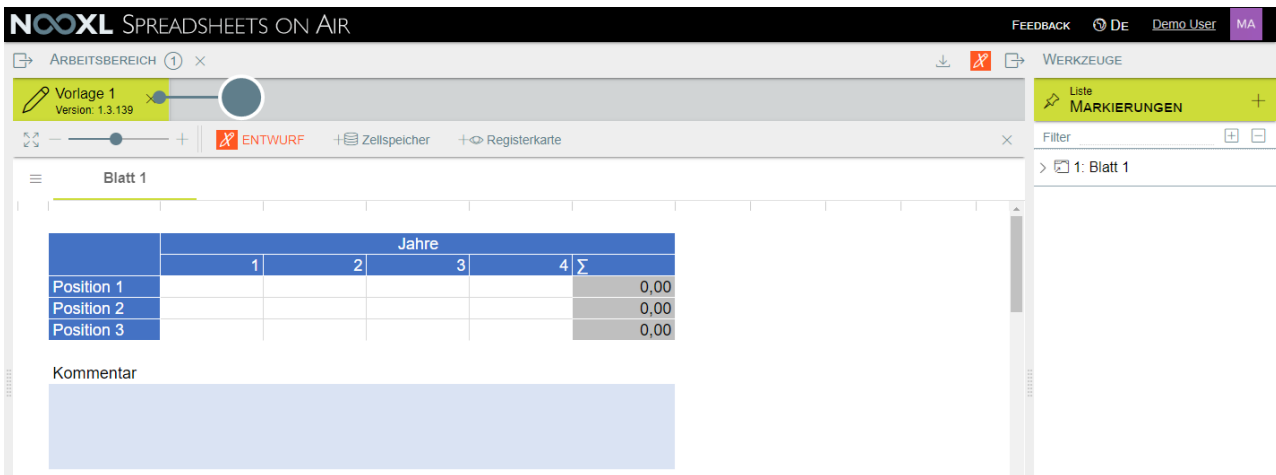 NOOXL SPREADSHEETS ON AIR
FEEDBACK DE Demo User MA
ARBEITSBEREICH 1
WERKZEUGE
Vorlage 1
Version: 1.3.139
Liste
MARKIERUNGEN
ENTWURF Zellspeicher Registerkarte
Filter
Blatt 1
1: Blatt 1
Jahre
1 2 3 4 ∑
Position 1 0,00
Position 2 0,00
Position 3 0,00
Kommentar